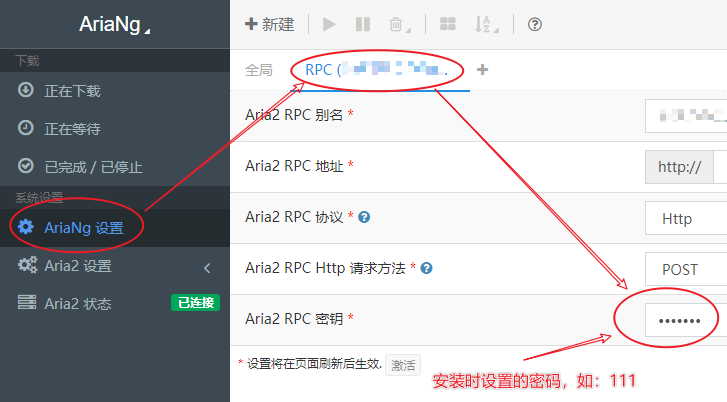 AriaNg
新建
下载
全局
RPC (
正在下载
Aria2 RPC 别名 *
正在等待
Aria2 RPC 地址 *
http://
已完成 / 已停止
系统设置
Aria2 RPC 协议 *
Http
AriaNg 设置
Aria2 设置
Aria2 RPC Http 请求方法 *
POST
Aria2 状态
已连接
Aria2 RPC 密钥 *
•••••••
* 设置将在页面刷新后生效.
激活
安装时设置的密码，如：111